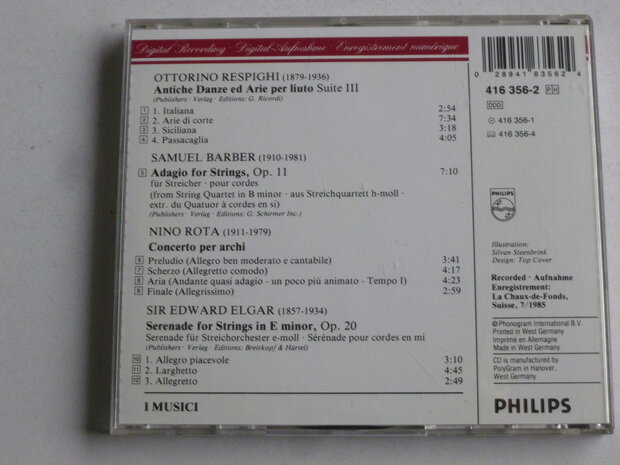 Digital Recording · Digital-Aufnahme · Enregistrement numérique
OTTORINO RESPIGHI (1879-1936)
Antiche Danze ed Arie per liuto Suite III
(Publishers · Verlag · Editions: G. Ricordi)
1 1. Italiana 2:54
2 2. Arie di corte 7:34
3 3. Siciliana 3:18
4 4. Passacaglia 4:05
SAMUEL BARBER (1910-1981)
5 Adagio for Strings, Op. 11 7:10
für Streicher · pour cordes
(from String Quartet in B minor · aus Streichquartett h-moll ·
extr. du Quatuor à cordes en si)
(Publishers · Verlag · Editions: G. Schirmer Inc.)
NINO ROTA (1911-1979)
Concerto per archi
6 Preludio (Allegro ben moderato e cantabile) 3:41
7 Scherzo (Allegretto comodo) 4:17
8 Aria (Andante quasi adagio - un poco più animato - Tempo I) 4:23
9 Finale (Allegrissimo) 2:59
SIR EDWARD ELGAR (1857-1934)
Serenade for Strings in E minor, Op. 20
Serenade für Streichorchester e-moll · Sérénade pour cordes en mi
(Publishers · Verlag · Editions: Breitkopf & Härtel)
10 1. Allegro piacevole 3:10
11 2. Larghetto 4:45
12 3. Allegretto 2:49
I MUSICI
0 28941 63562 4
416 356-2 PH
DDD
416 356-1
416 356-4
PHILIPS
Illustration:
Silvan Steenbrink
Design: Top Cover
Recorded · Aufnahme
Enregistrement:
La Chaux-de-Fonds,
Suisse, 7/1985
℗ Phonogram International B.V.
Printed in West Germany
Imprimé en Allemagne
Made in West Germany
CD is manufactured by
PolyGram in Hanover,
West Germany
PHILIPS